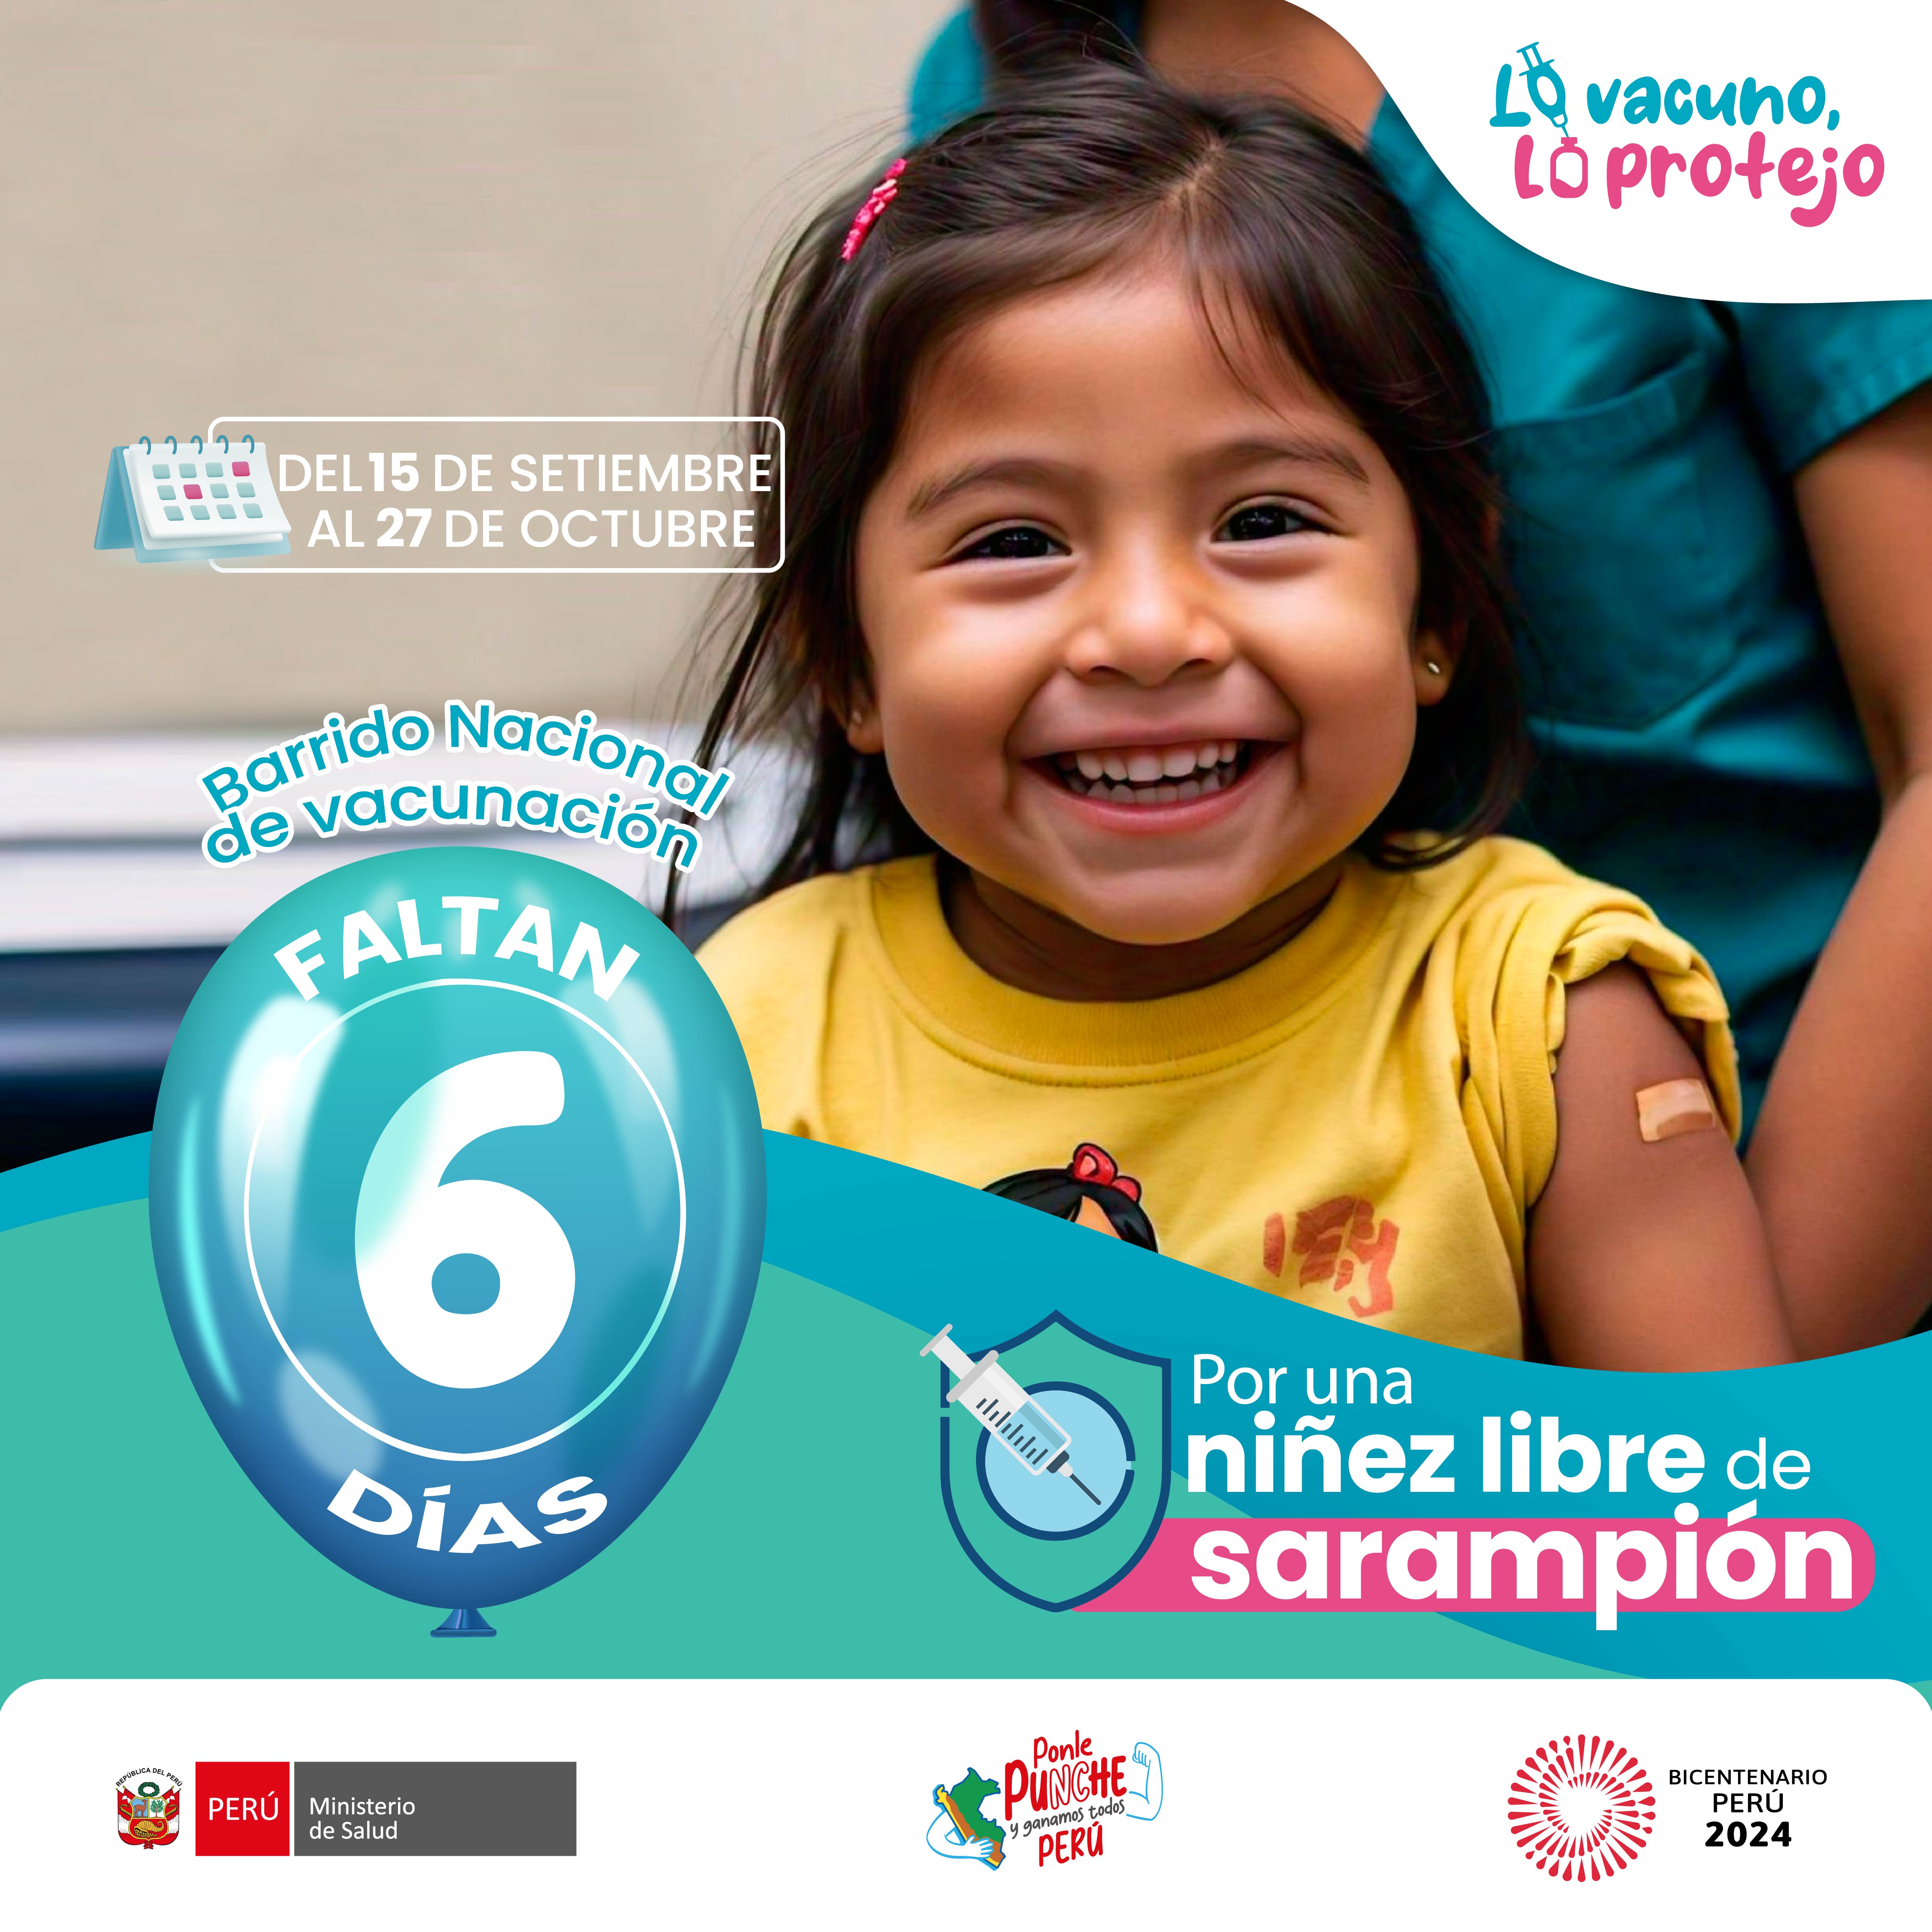 Lo vacuno,
Lo protejo
DEL 15 DE SETIEMBRE
AL 27 DE OCTUBRE
Barrido Nacional
de vacunación
FALTAN
6
DÍAS
Por una
niñez libre de
sarampión
REPÚBLICA DEL PERÚ
PERÚ
Ministerio
de Salud
Ponle
PUNCHE
y ganamos todos
PERÚ
BICENTENARIO
PERÚ
2024